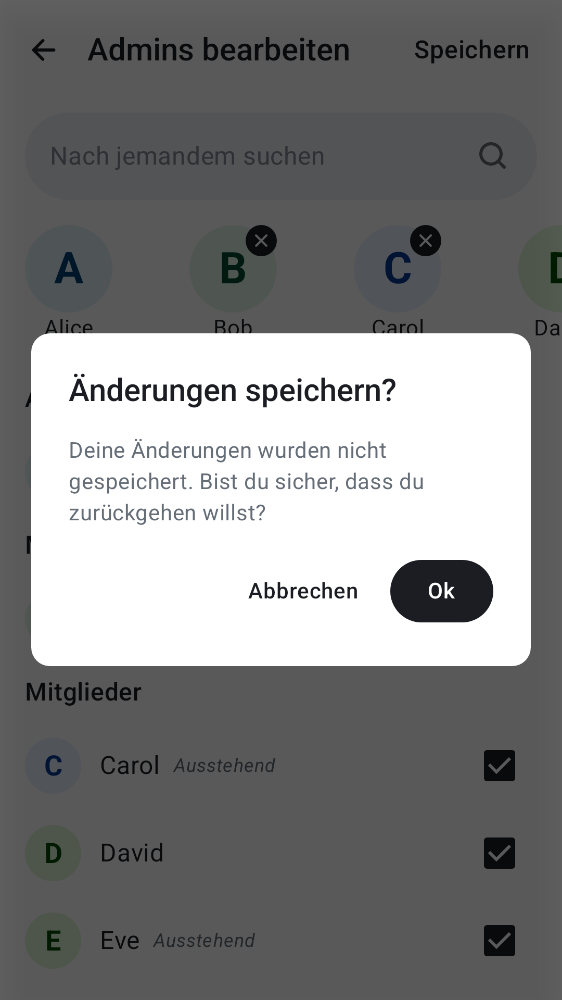 Admins bearbeiten
Speichern
Nach jemandem suchen
A
B
C
D
Alice
Bob
Carol
Da
Änderungen speichern?
Deine Änderungen wurden nicht
gespeichert. Bist du sicher, dass du
zurückgehen willst?
Abbrechen
Ok
Mitglieder
C
Carol Ausstehend
D
David
E
Eve Ausstehend